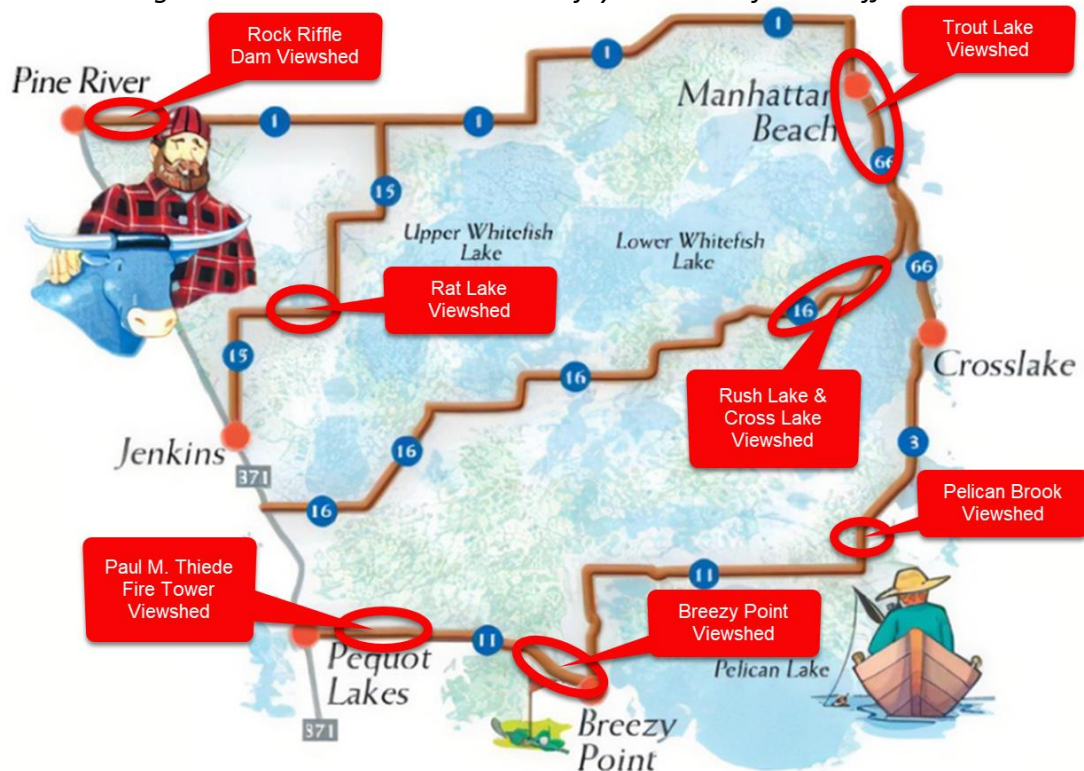 1
Rock Riffle
Dam Viewshed
Trout Lake
Viewshed
1
Pine River
Manhattan
Beach
1
1
66
15
Upper Whitefish
Lake
Lower Whitefish
Lake
66
Rat Lake
Viewshed
16
15
Crosslake
16
Rush Lake &
Cross Lake
Viewshed
Jenkins
16
3
371
Pelican Brook
Viewshed
16
Paul M. Thiede
Fire Tower
Viewshed
11
Breezy Point
Viewshed
11
Pequot
Lakes
Pelican Lake
371
Breezy
Point